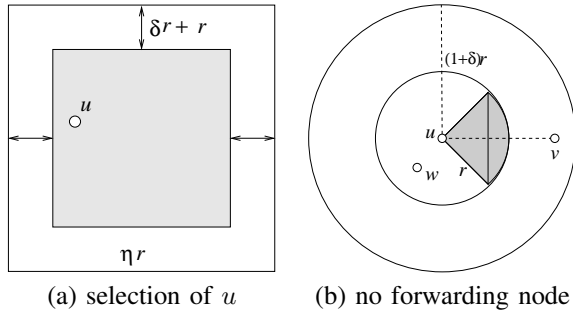 δr + r
u
ηr
(a) selection of u
(1+δ)r
u
v
w
r
(b) no forwarding node